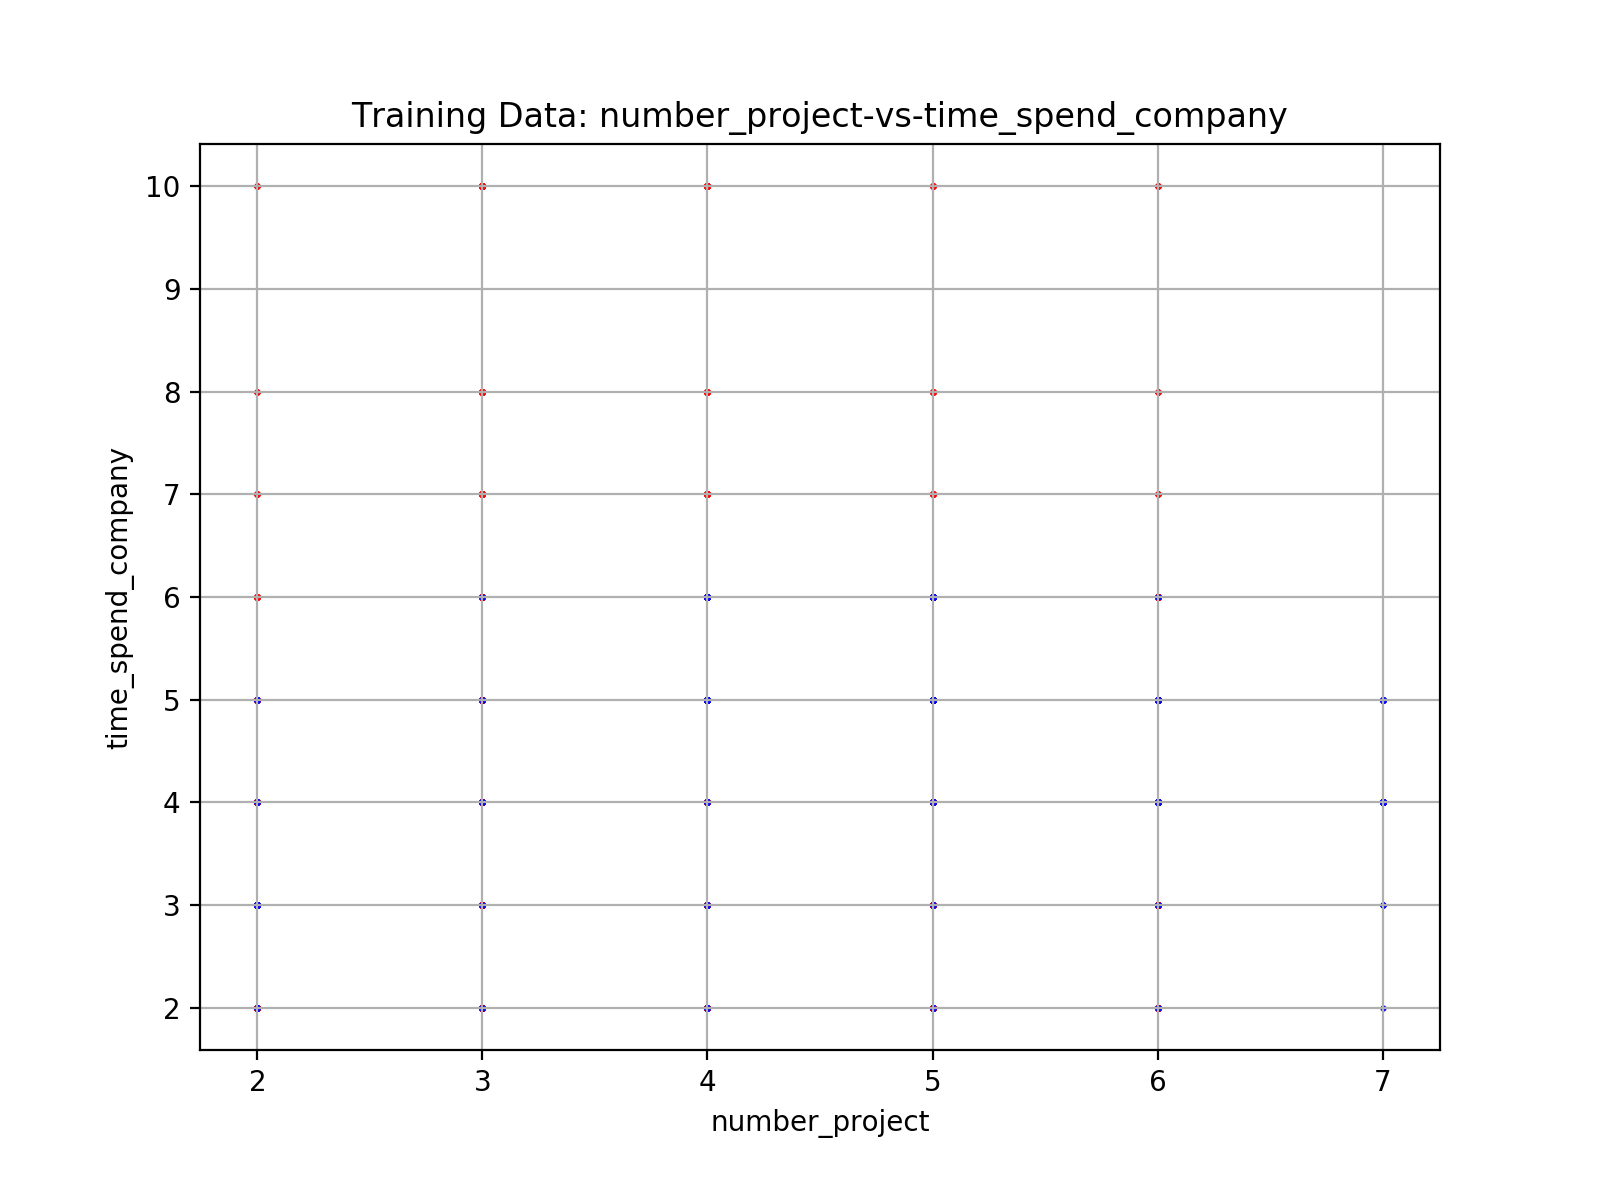 Training Data: number_project-vs-time_spend_company
10
9
8
7
6
5
4
3
2
time_spend_company
2 3 4 5 6 7
number_project